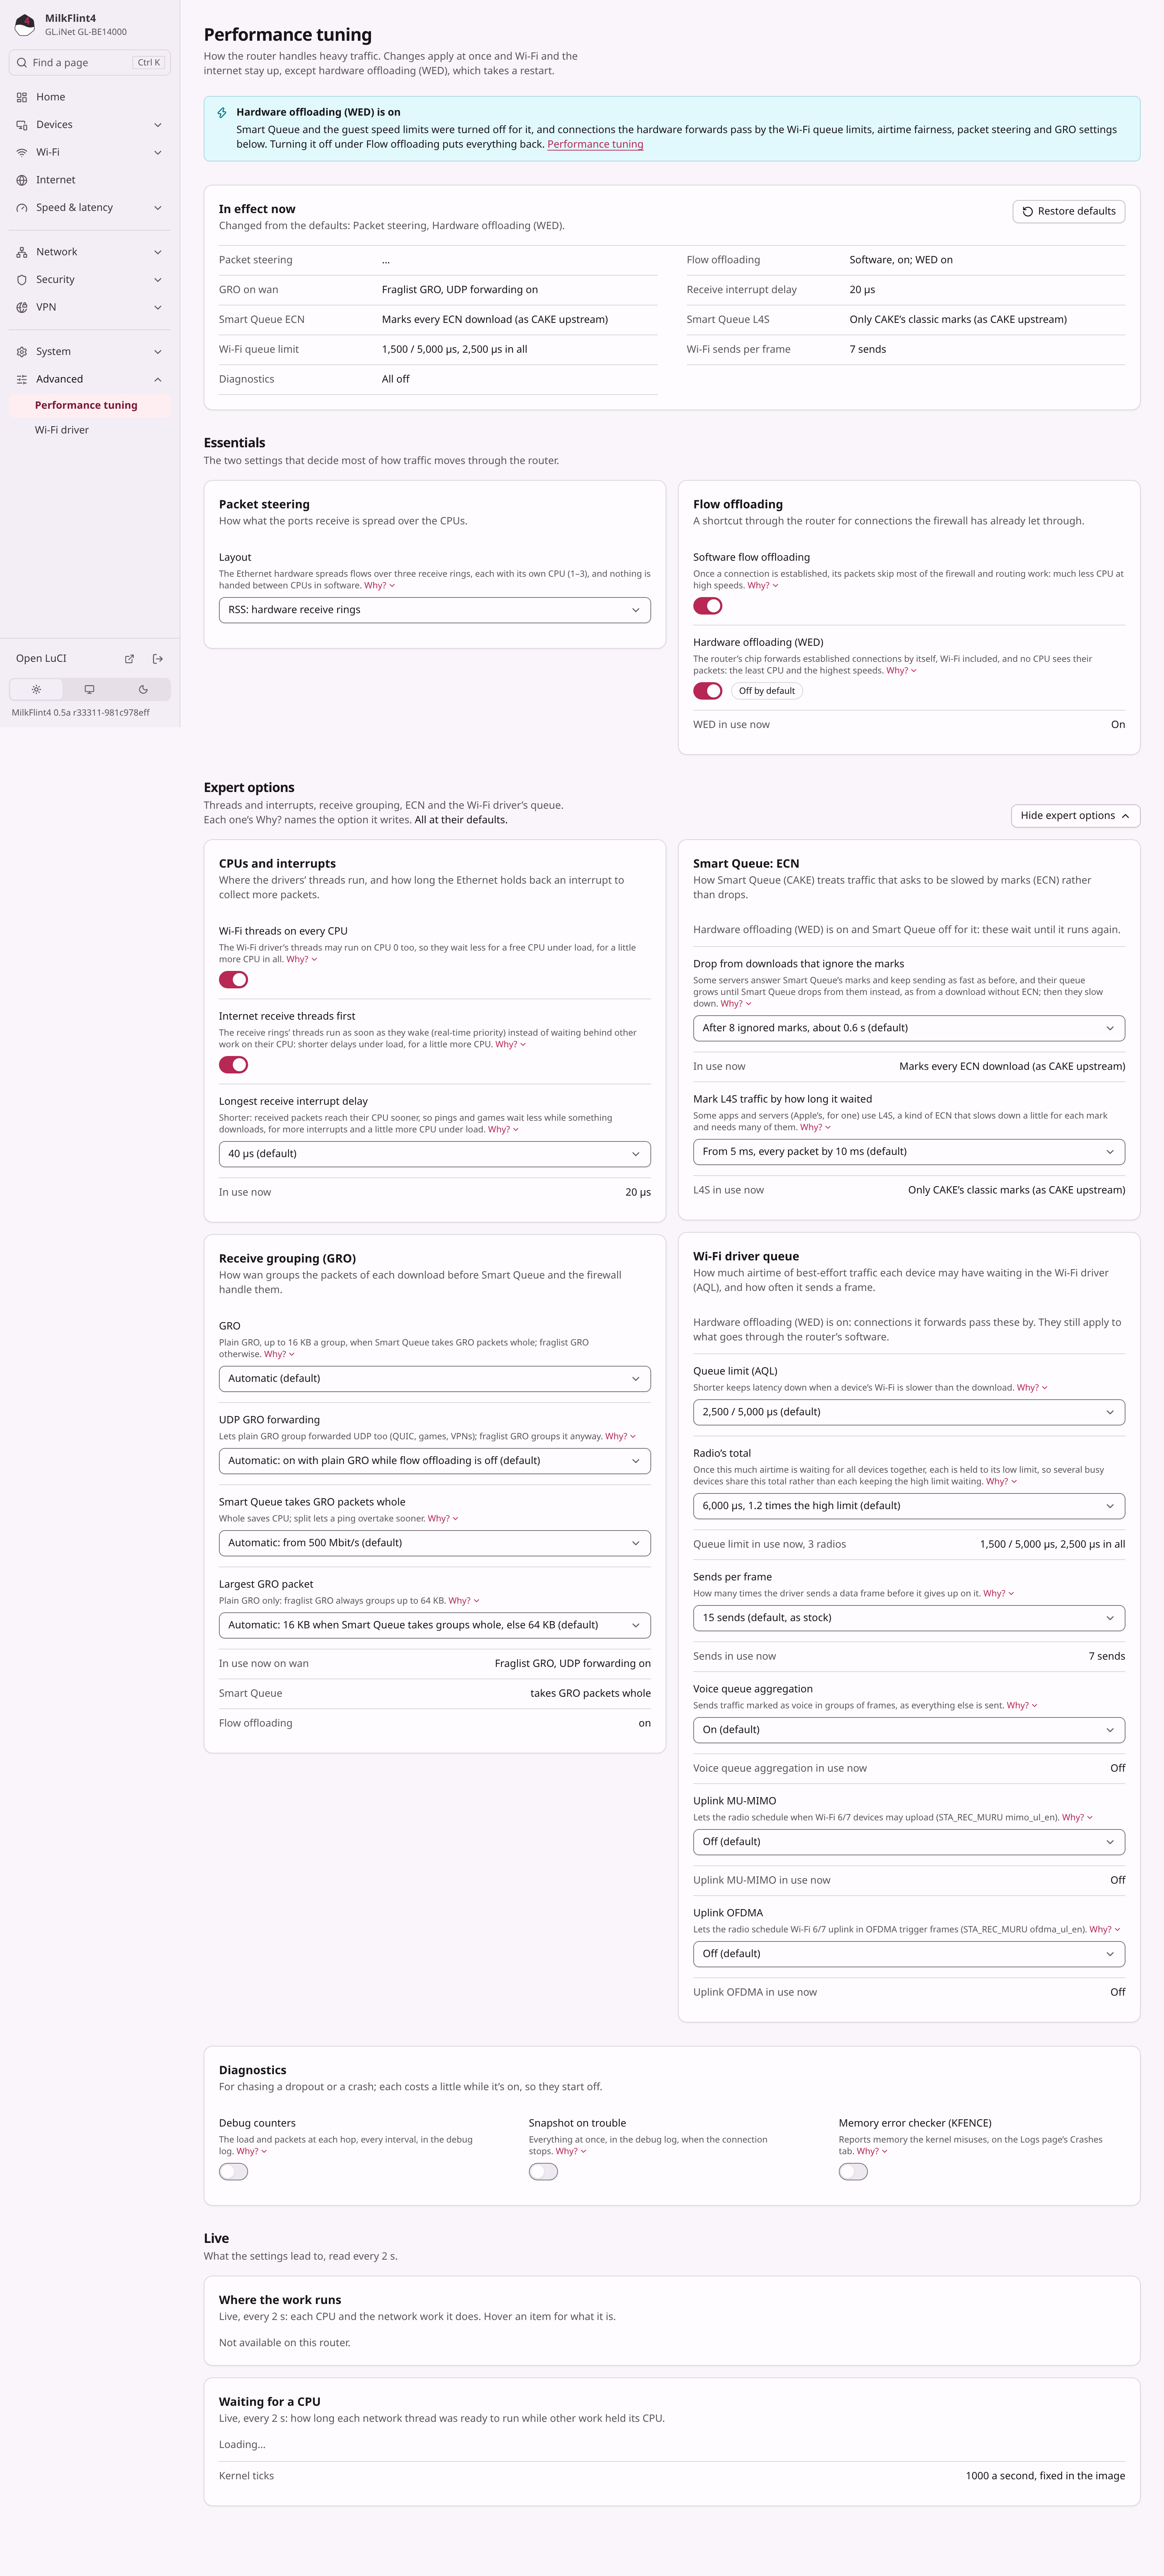 MilkFlint4
GL.iNet GL-BE14000
Find a page
Ctrl K
Home
Devices
Wi-Fi
Internet
Speed & latency
Network
Security
VPN
System
Advanced
Performance tuning
Wi-Fi driver
Open LuCI
MilkFlint4 0.5a r33311-981c978eff
Performance tuning
How the router handles heavy traffic. Changes apply at once and Wi-Fi and the
internet stay up, except hardware offloading (WED), which takes a restart.
Hardware offloading (WED) is on
Smart Queue and the guest speed limits were turned off for it, and connections the hardware forwards pass by the Wi-Fi queue limits, airtime fairness, packet steering and GRO settings
below. Turning it off under Flow offloading puts everything back. Performance tuning
In effect now
Changed from the defaults: Packet steering, Hardware offloading (WED).
Restore defaults
Packet steering
...
Flow offloading
Software, on; WED on
GRO on wan
Fraglist GRO, UDP forwarding on
Receive interrupt delay
20 µs
Smart Queue ECN
Marks every ECN download (as CAKE upstream)
Smart Queue L4S
Only CAKE’s classic marks (as CAKE upstream)
Wi-Fi queue limit
1,500 / 5,000 µs, 2,500 µs in all
Wi-Fi sends per frame
7 sends
Diagnostics
All off
Essentials
The two settings that decide most of how traffic moves through the router.
Packet steering
How what the ports receive is spread over the CPUs.
Layout
The Ethernet hardware spreads flows over three receive rings, each with its own CPU (1–3), and nothing is
handed between CPUs in software. Why?
RSS: hardware receive rings
Flow offloading
A shortcut through the router for connections the firewall has already let through.
Software flow offloading
Once a connection is established, its packets skip most of the firewall and routing work: much less CPU at
high speeds. Why?
Hardware offloading (WED)
The router’s chip forwards established connections by itself, Wi-Fi included, and no CPU sees their
packets: the least CPU and the highest speeds. Why?
Off by default
WED in use now
On
Expert options
Threads and interrupts, receive grouping, ECN and the Wi-Fi driver’s queue.
Each one’s Why? names the option it writes. All at their defaults.
Hide expert options
CPUs and interrupts
Where the drivers’ threads run, and how long the Ethernet holds back an interrupt to
collect more packets.
Wi-Fi threads on every CPU
The Wi-Fi driver’s threads may run on CPU 0 too, so they wait less for a free CPU under load, for a little
more CPU in all. Why?
Internet receive threads first
The receive rings’ threads run as soon as they wake (real-time priority) instead of waiting behind other
work on their CPU: shorter delays under load, for a little more CPU. Why?
Longest receive interrupt delay
Shorter: received packets reach their CPU sooner, so pings and games wait less while something
downloads, for more interrupts and a little more CPU under load. Why?
40 µs (default)
In use now
20 µs
Receive grouping (GRO)
How wan groups the packets of each download before Smart Queue and the firewall
handle them.
GRO
Plain GRO, up to 16 KB a group, when Smart Queue takes GRO packets whole; fraglist GRO
otherwise. Why?
Automatic (default)
UDP GRO forwarding
Lets plain GRO group forwarded UDP too (QUIC, games, VPNs); fraglist GRO groups it anyway. Why?
Automatic: on with plain GRO while flow offloading is off (default)
Smart Queue takes GRO packets whole
Whole saves CPU; split lets a ping overtake sooner. Why?
Automatic: from 500 Mbit/s (default)
Largest GRO packet
Plain GRO only: fraglist GRO always groups up to 64 KB. Why?
Automatic: 16 KB when Smart Queue takes groups whole, else 64 KB (default)
In use now on wan
Fraglist GRO, UDP forwarding on
Smart Queue
takes GRO packets whole
Flow offloading
on
Smart Queue: ECN
How Smart Queue (CAKE) treats traffic that asks to be slowed by marks (ECN) rather
than drops.
Hardware offloading (WED) is on and Smart Queue off for it: these wait until it runs again.
Drop from downloads that ignore the marks
Some servers answer Smart Queue’s marks and keep sending as fast as before, and their queue
grows until Smart Queue drops from them instead, as from a download without ECN; then they slow
down. Why?
After 8 ignored marks, about 0.6 s (default)
In use now
Marks every ECN download (as CAKE upstream)
Mark L4S traffic by how long it waited
Some apps and servers (Apple’s, for one) use L4S, a kind of ECN that slows down a little for each mark
and needs many of them. Why?
From 5 ms, every packet by 10 ms (default)
L4S in use now
Only CAKE’s classic marks (as CAKE upstream)
Wi-Fi driver queue
How much airtime of best-effort traffic each device may have waiting in the Wi-Fi driver
(AQL), and how often it sends a frame.
Hardware offloading (WED) is on: connections it forwards pass these by. They still apply to
what goes through the router’s software.
Queue limit (AQL)
Shorter keeps latency down when a device’s Wi-Fi is slower than the download. Why?
2,500 / 5,000 µs (default)
Radio’s total
Once this much airtime is waiting for all devices together, each is held to its low limit, so several busy
devices share this total rather than each keeping the high limit waiting. Why?
6,000 µs, 1.2 times the high limit (default)
Queue limit in use now, 3 radios
1,500 / 5,000 µs, 2,500 µs in all
Sends per frame
How many times the driver sends a data frame before it gives up on it. Why?
15 sends (default, as stock)
Sends in use now
7 sends
Voice queue aggregation
Sends traffic marked as voice in groups of frames, as everything else is sent. Why?
On (default)
Voice queue aggregation in use now
Off
Uplink MU-MIMO
Lets the radio schedule when Wi-Fi 6/7 devices may upload (STA_REC_MURU mimo_ul_en). Why?
Off (default)
Uplink MU-MIMO in use now
Off
Uplink OFDMA
Lets the radio schedule Wi-Fi 6/7 uplink in OFDMA trigger frames (STA_REC_MURU ofdma_ul_en). Why?
Off (default)
Uplink OFDMA in use now
Off
Diagnostics
For chasing a dropout or a crash; each costs a little while it’s on, so they start off.
Debug counters
The load and packets at each hop, every interval, in the debug
log. Why?
Snapshot on trouble
Everything at once, in the debug log, when the connection
stops. Why?
Memory error checker (KFENCE)
Reports memory the kernel misuses, on the Logs page’s Crashes
tab. Why?
Live
What the settings lead to, read every 2 s.
Where the work runs
Live, every 2 s: each CPU and the network work it does. Hover an item for what it is.
Not available on this router.
Waiting for a CPU
Live, every 2 s: how long each network thread was ready to run while other work held its CPU.
Loading...
Kernel ticks
1000 a second, fixed in the image